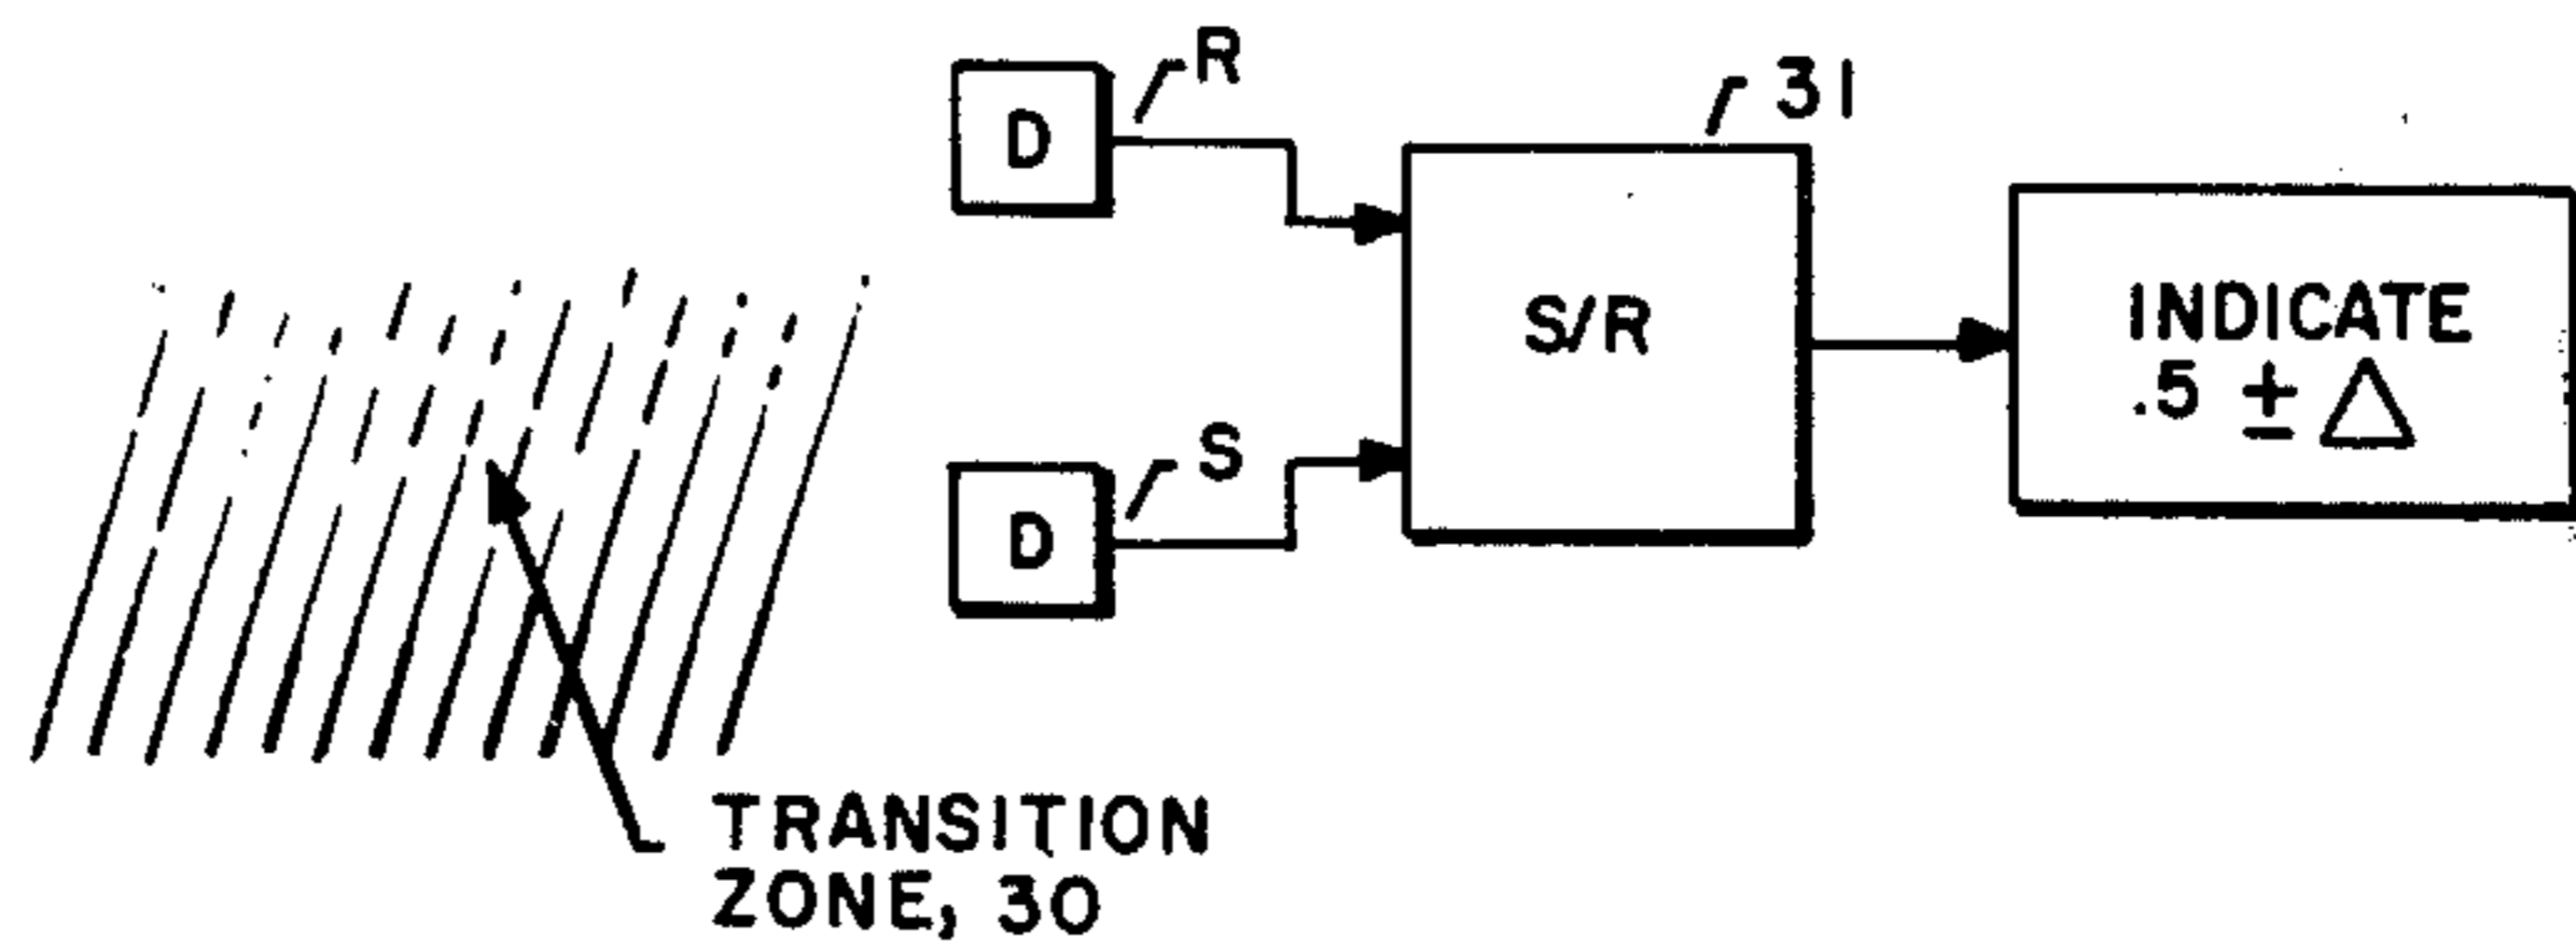 R
D
31
S/R
INDICATE
.5 ± △
S
D
TRANSITION
ZONE, 30